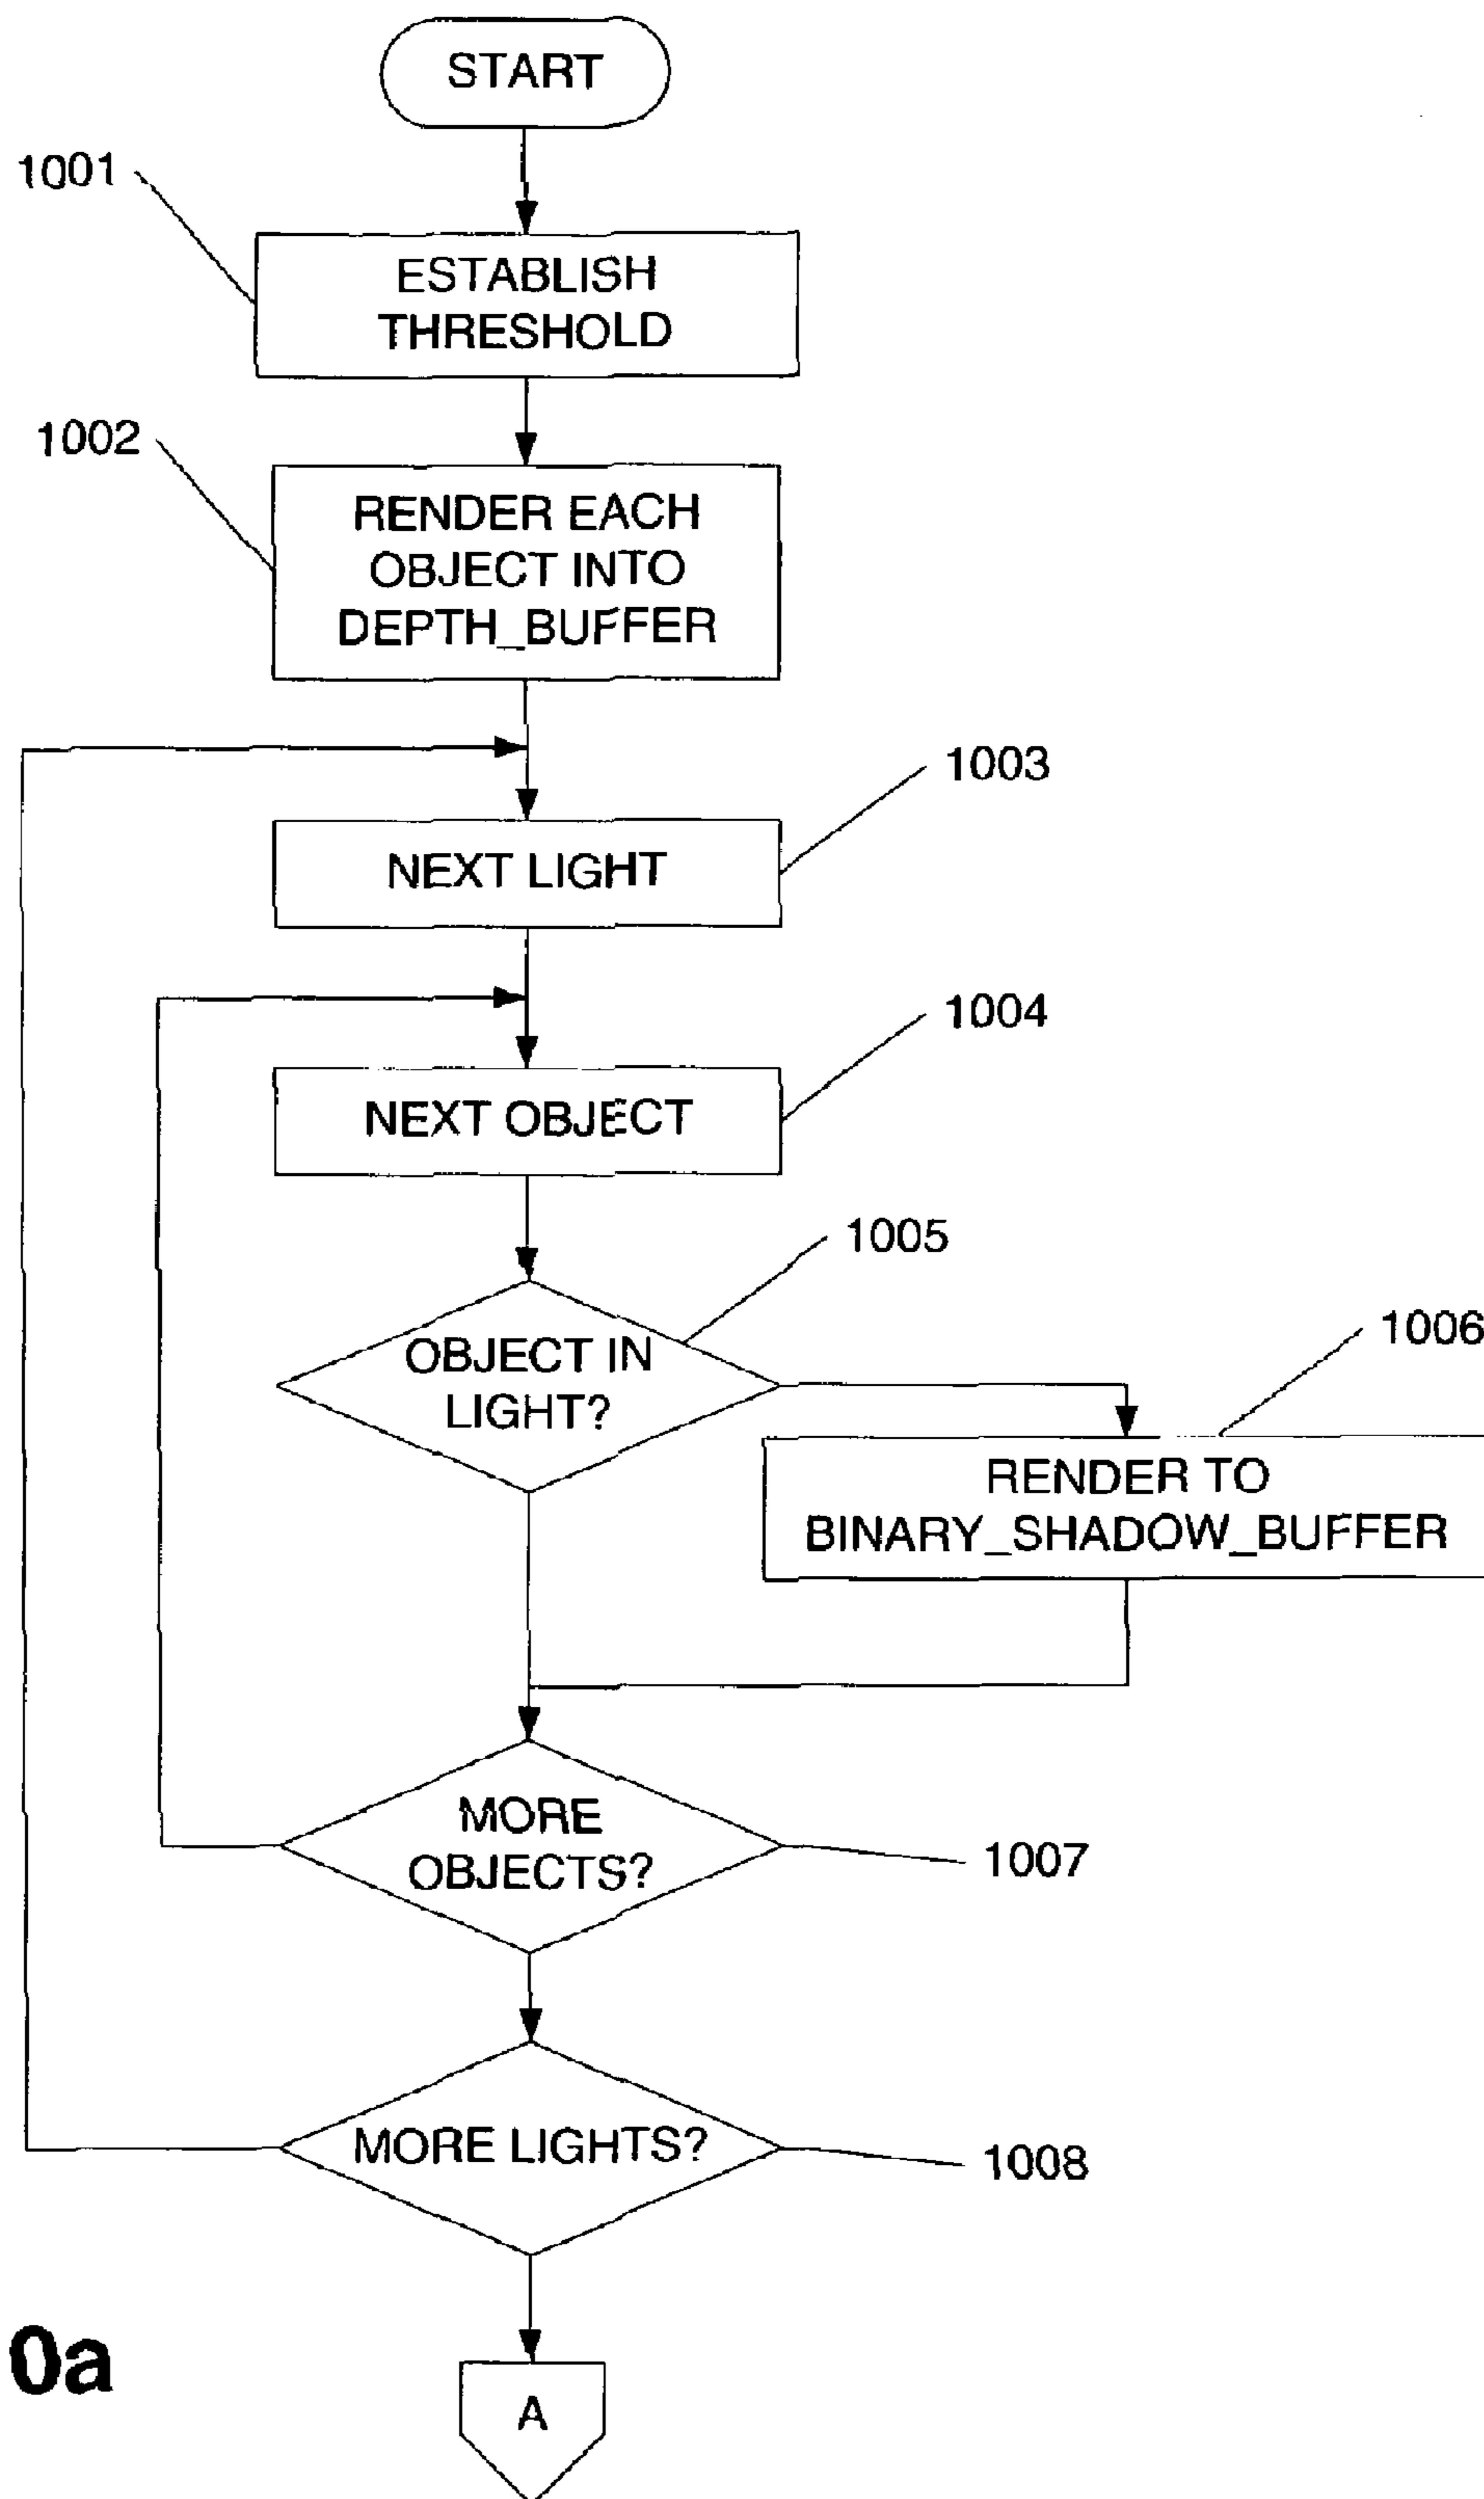 START
1001
ESTABLISH
THRESHOLD
1002
RENDER EACH
OBJECT INTO
DEPTH_BUFFER
1003
NEXT LIGHT
1004
NEXT OBJECT
1005
OBJECT IN
LIGHT?
1006
RENDER TO
BINARY_SHADOW_BUFFER
MORE
OBJECTS?
1007
MORE LIGHTS?
1008
0a
A